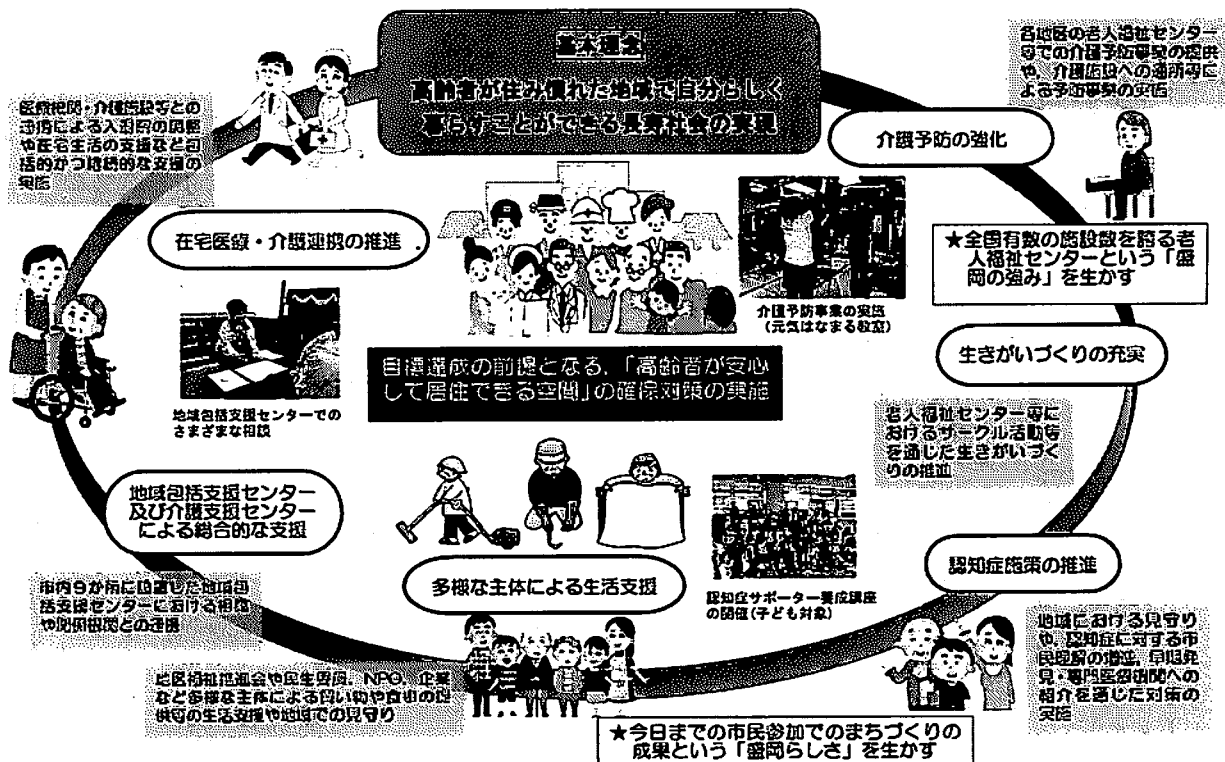 基本理念
高齢者が住み慣れた地域で自分らしく
暮らすことができる長寿社会の実現
各地区の老人福祉センター
等での介護予防事業の提供
や、介護施設への通所等に
よる予防事業の実施
医療機関・介護施設等との
連携による入退院の調整
や在宅生活の支援など包
括的かつ継続的な支援の
実施
介護予防の強化
在宅医療・介護連携の推進
★全国有数の施設数を誇る老
人福祉センターという「盛
岡の強み」を生かす
介護予防事業の実施
(元気はなまる教室)
生きがいづくりの充実
目標達成の前提となる、「高齢者が安心
して居住できる空間」の確保対策の実施
地域包括支援センターでの
さまざまな相談
老人福祉センター等に
おけるサークル活動等
を通じた生きがいづく
りの推進
地域包括支援センター
及び介護支援センター
による総合的な支援
多様な主体による生活支援
認知症サポーター養成講座
の開催(子ども対象)
認知症施策の推進
市内9か所に設置した地域包
括支援センターにおける相談
や関係機関との連携
地域における見守り
や、認知症に対する市
民理解の増進、早期発
見・専門医療機関への
紹介を通じた対策の
実施
地区福祉推進会や民生委員、NPO、企業
など多様な主体による買い物や食事の提
供等の生活支援や地域での見守り
★今日までの市民参加でのまちづくりの
成果という「盛岡らしさ」を生かす